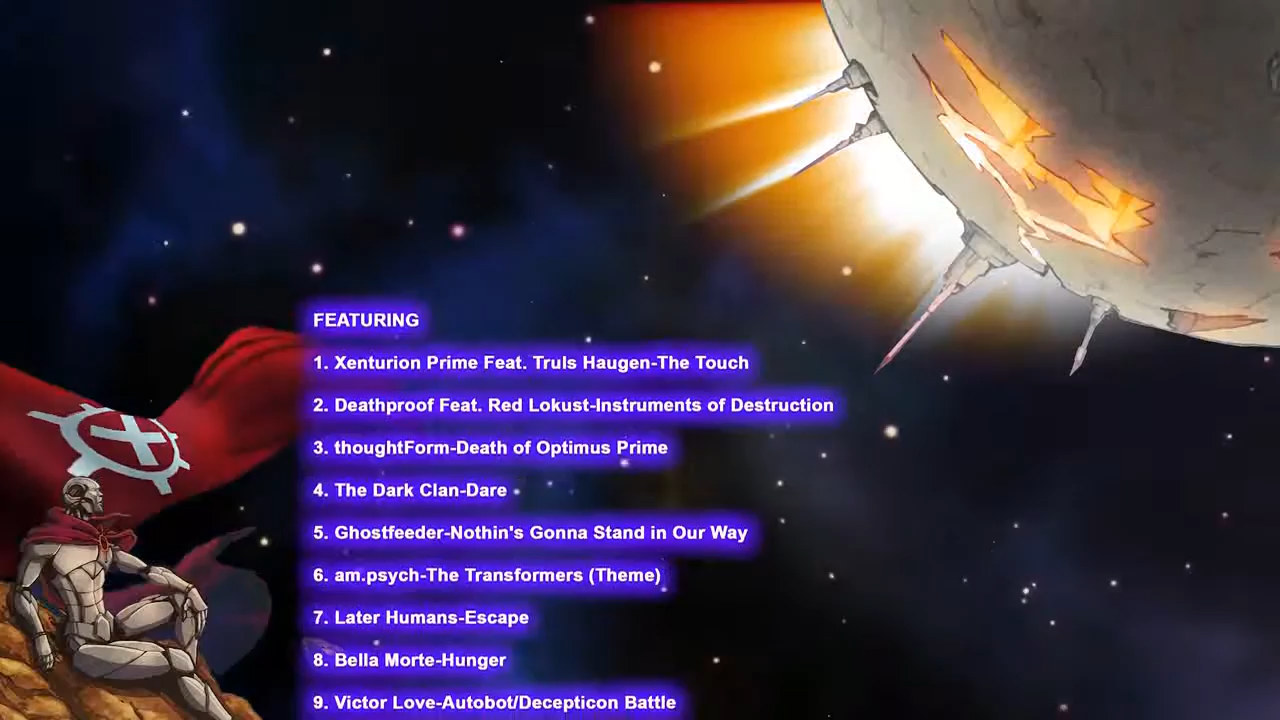 FEATURING
1. Xenturion Prime Feat. Truls Haugen-The Touch
2. Deathproof Feat. Red Lokust-Instruments of Destruction
3. thoughtForm-Death of Optimus Prime
4. The Dark Clan-Dare
5. Ghostfeeder-Nothin's Gonna Stand in Our Way
6. am.psych-The Transformers (Theme)
7. Later Humans-Escape
8. Bella Morte-Hunger
9. Victor Love-Autobot/Decepticon Battle